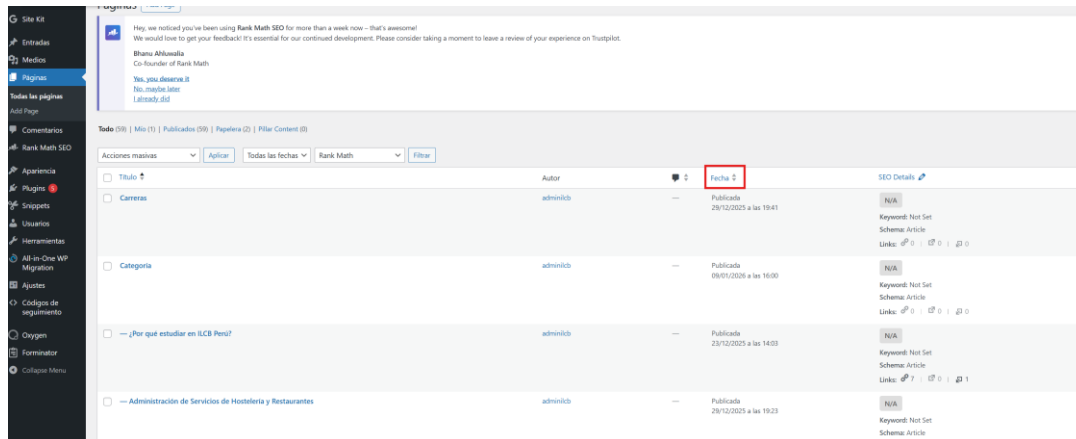 Páginas
Site Kit
Entradas
Medios
Páginas
Todas las páginas
Add Page
Comentarios
Rank Math SEO
Apariencia
Plugins 5
Snippets
Usuarios
Herramientas
All-in-One WP
Migration
Ajustes
Códigos de
seguimiento
Oxygen
Forminator
Collapse Menu
Hey, we noticed you've been using Rank Math SEO for more than a week now – that's awesome!
We would love to get your feedback! It's essential for our continued development. Please consider taking a moment to leave a review of your experience on Trustpilot.
Bhanu Ahluwalia
Co-founder of Rank Math
Yes, you deserve it
No, maybe later
I already did
Todo (59) | Mío (1) | Publicados (59) | Papelera (2) | Pillar Content (0)
Acciones masivas Aplicar Todas las fechas Rank Math Filtrar
Título Autor Fecha SEO Details
Carreras adminilcb — Publicada N/A
29/12/2025 a las 19:41
Keyword: Not Set
Schema: Article
Links: 0 | 0 | 0
Categoria adminilcb — Publicada N/A
09/01/2026 a las 16:00
Keyword: Not Set
Schema: Article
Links: 0 | 0 | 0
— ¿Por qué estudiar en ILCB Perú? adminilcb — Publicada N/A
23/12/2025 a las 14:03
Keyword: Not Set
Schema: Article
Links: 7 | 0 | 1
— Administración de Servicios de Hostelería y Restaurantes adminilcb — Publicada N/A
29/12/2025 a las 19:23
Keyword: Not Set
Schema: Article